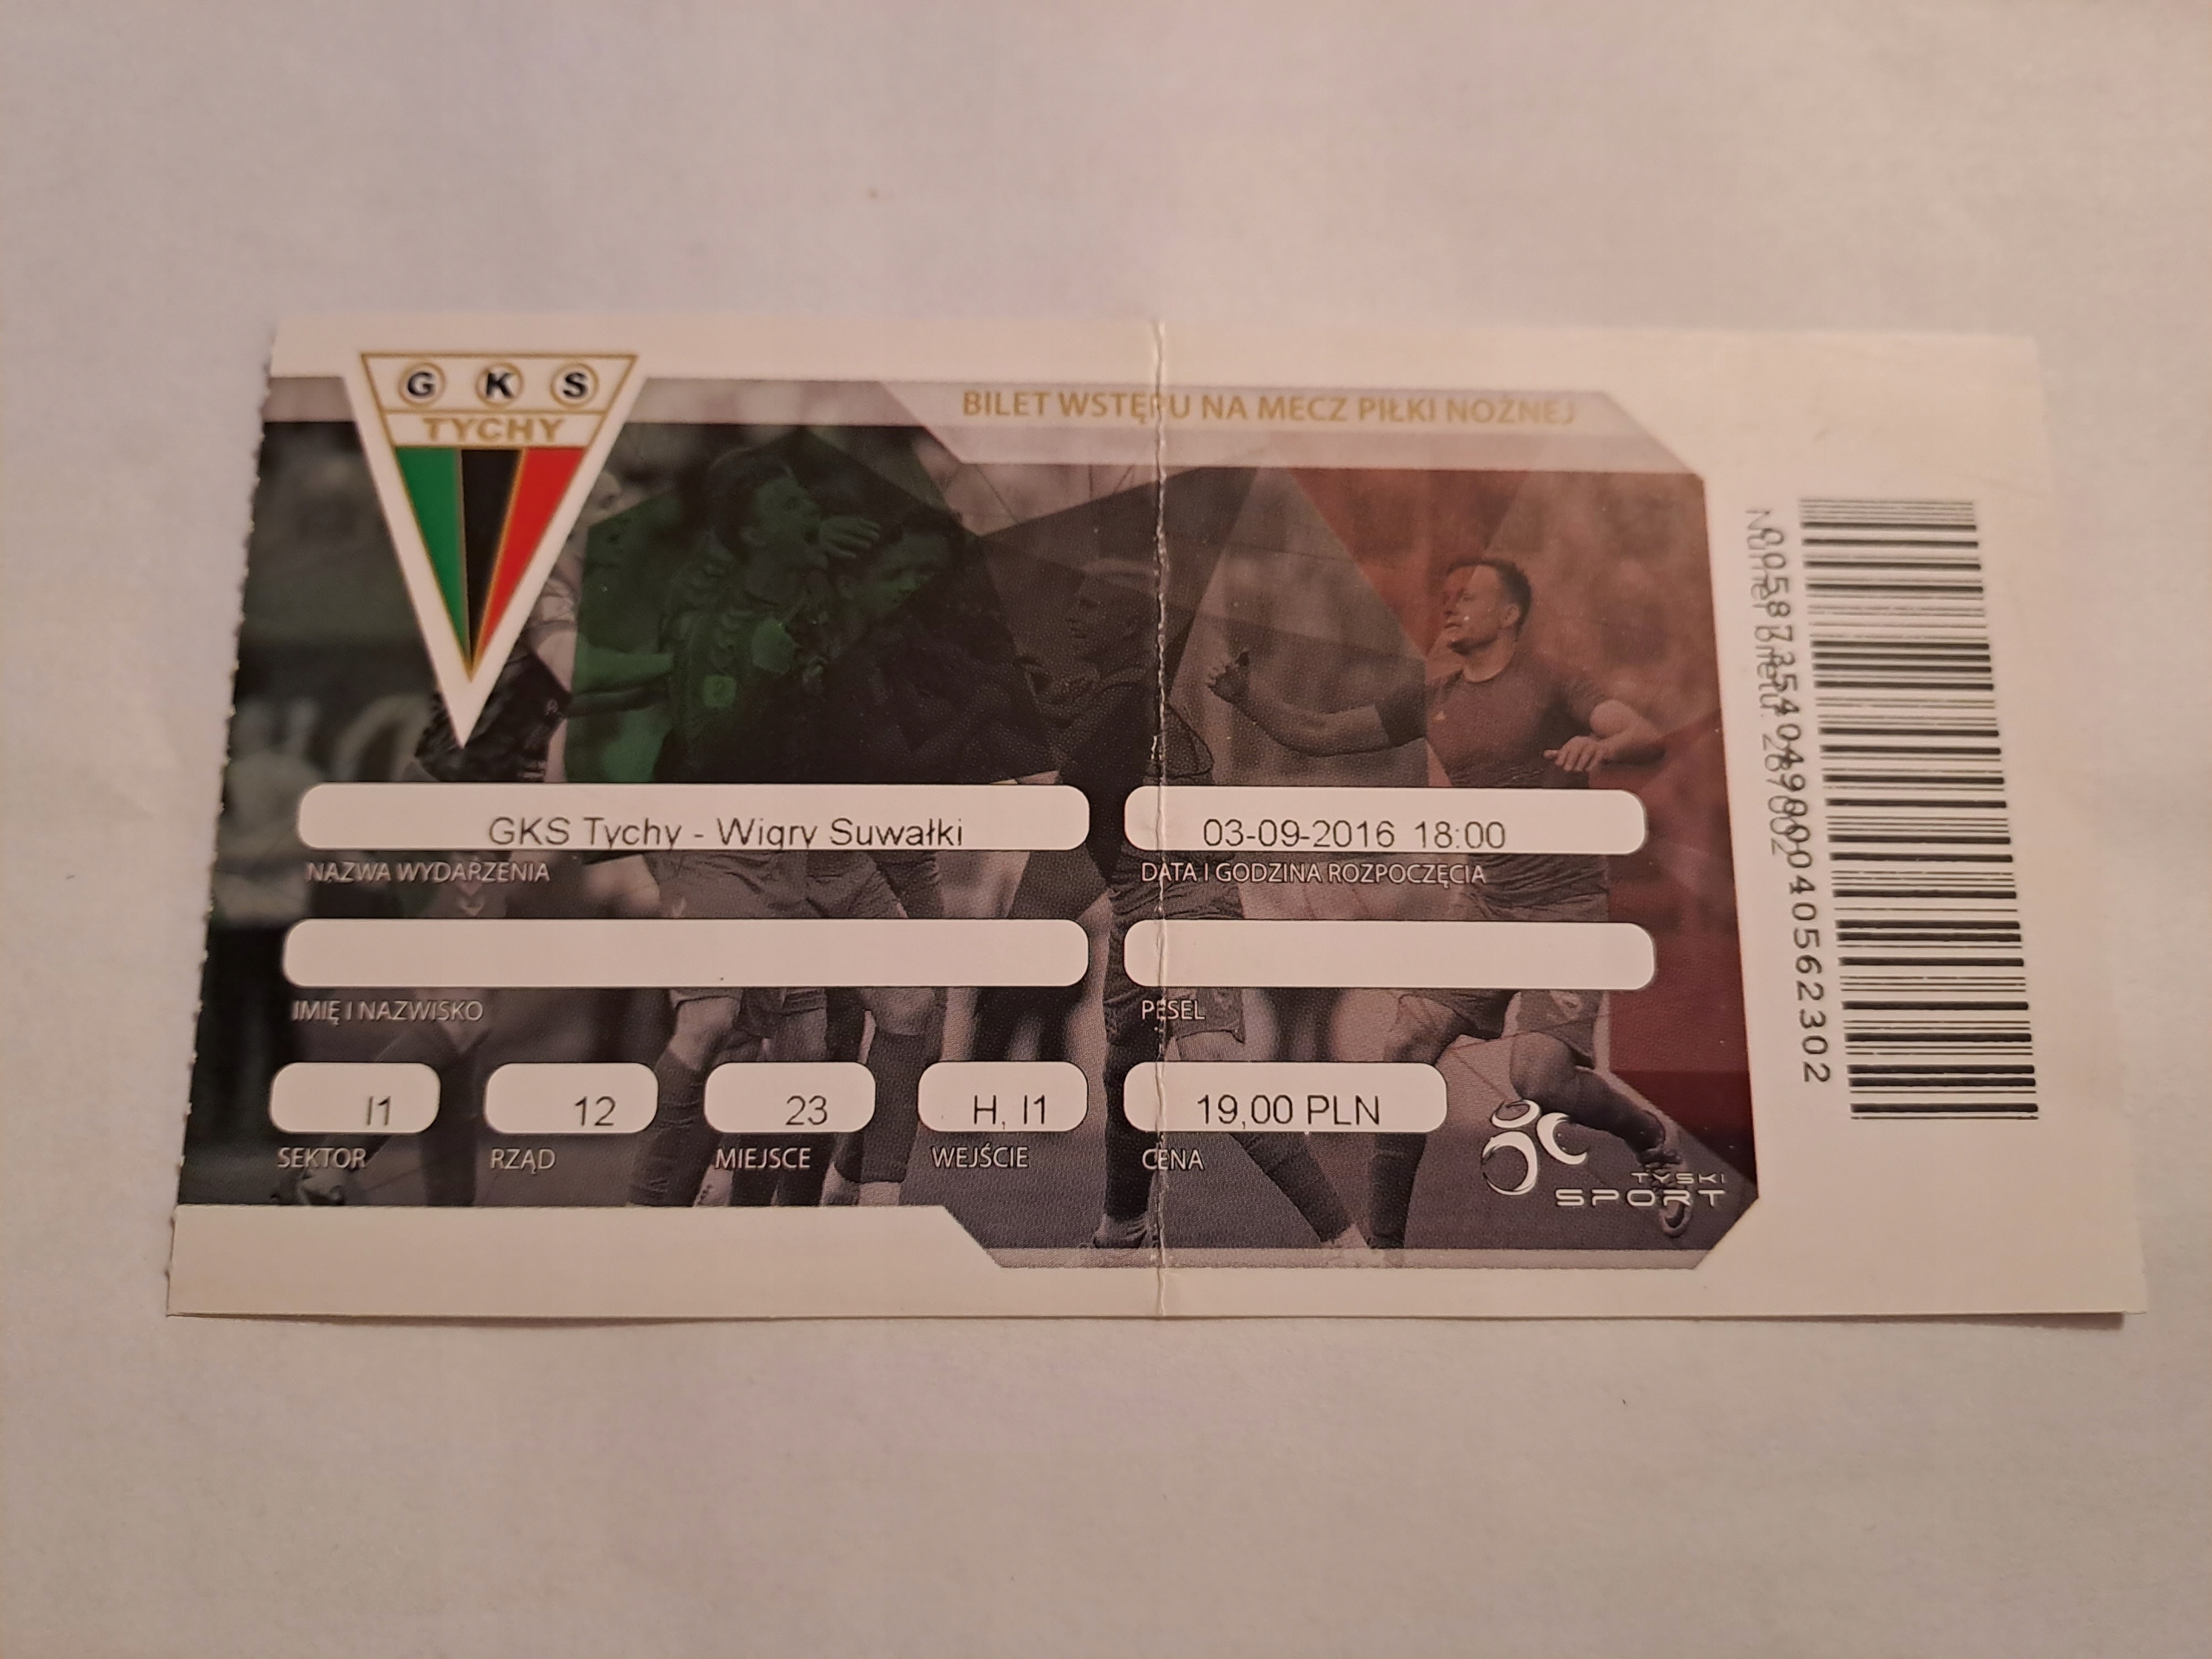 G K S
TYCHY
BILET WSTĘPU NA MECZ PIŁKI NOŻNEJ
GKS Tychy - Wigry Suwałki
NAZWA WYDARZENIA
03-09-2016 18:00
DATA I GODZINA ROZPOCZĘCIA
IMIĘ I NAZWISKO
PESEL
I1
SEKTOR
12
RZĄD
23
MIEJSCE
H, I1
WEJŚCIE
19,00 PLN
CENA
TYSKI
SPORT
Numer biletu: